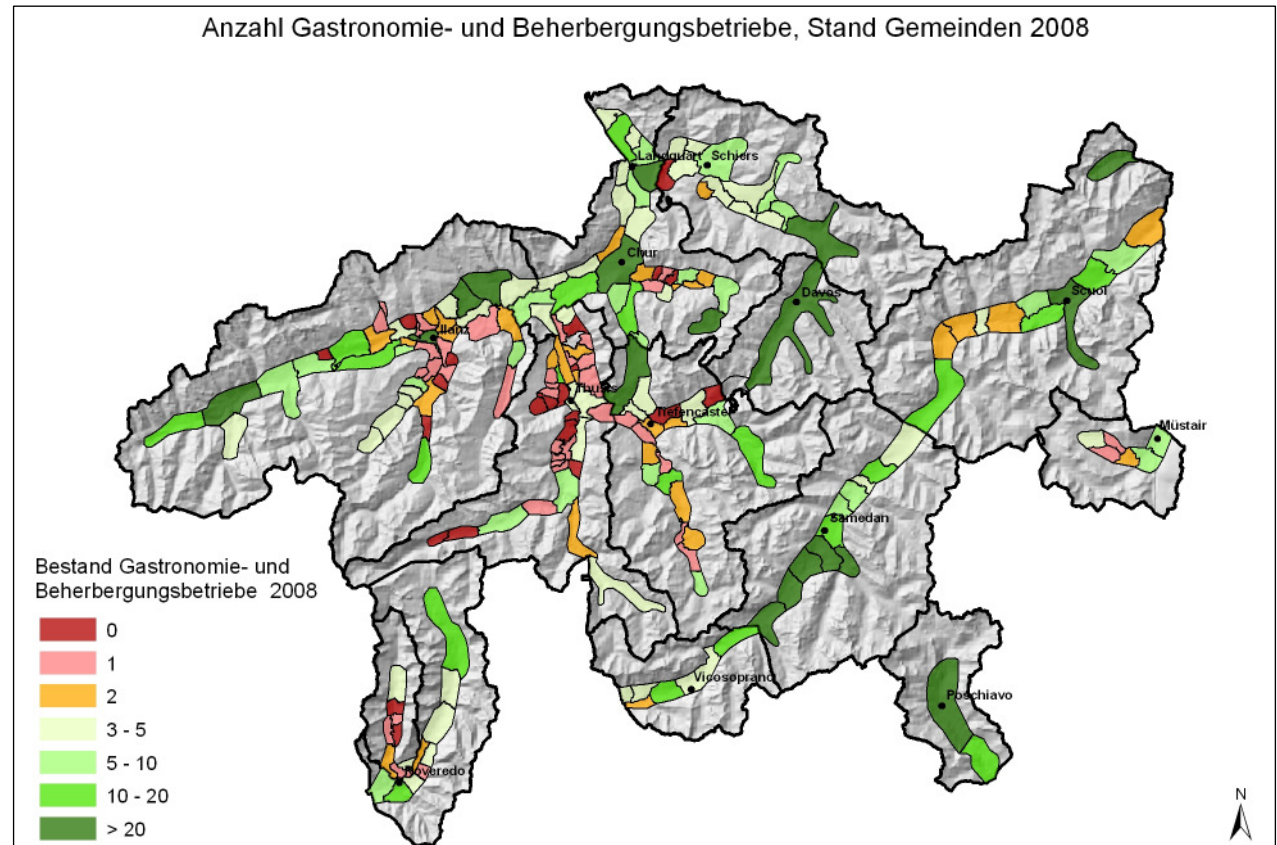 Anzahl Gastronomie- und Beherbergungsbetriebe, Stand Gemeinden 2008
Landquart
Schiers
Chur
Davos
Scuol
Ilanz
Thusis
Tiefencastel
Müstair
Samedan
Vicosoprano
Poschiavo
Roveredo
Bestand Gastronomie- und
Beherbergungsbetriebe 2008
0
1
2
3 - 5
5 - 10
10 - 20
> 20
N